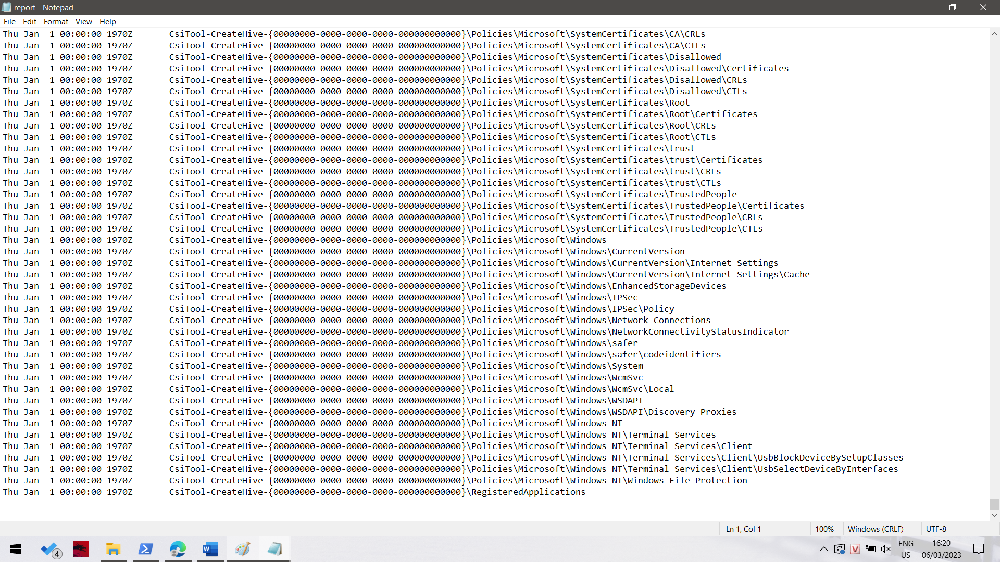 report - Notepad
File Edit Format View Help
Thu Jan  1 00:00:00 1970Z       CsiTool-CreateHive-{00000000-0000-0000-0000-000000000000}\Policies\Microsoft\SystemCertificates\CA\CRLs
Thu Jan  1 00:00:00 1970Z       CsiTool-CreateHive-{00000000-0000-0000-0000-000000000000}\Policies\Microsoft\SystemCertificates\CA\CTLs
Thu Jan  1 00:00:00 1970Z       CsiTool-CreateHive-{00000000-0000-0000-0000-000000000000}\Policies\Microsoft\SystemCertificates\Disallowed
Thu Jan  1 00:00:00 1970Z       CsiTool-CreateHive-{00000000-0000-0000-0000-000000000000}\Policies\Microsoft\SystemCertificates\Disallowed\Certificates
Thu Jan  1 00:00:00 1970Z       CsiTool-CreateHive-{00000000-0000-0000-0000-000000000000}\Policies\Microsoft\SystemCertificates\Disallowed\CRLs
Thu Jan  1 00:00:00 1970Z       CsiTool-CreateHive-{00000000-0000-0000-0000-000000000000}\Policies\Microsoft\SystemCertificates\Disallowed\CTLs
Thu Jan  1 00:00:00 1970Z       CsiTool-CreateHive-{00000000-0000-0000-0000-000000000000}\Policies\Microsoft\SystemCertificates\Root
Thu Jan  1 00:00:00 1970Z       CsiTool-CreateHive-{00000000-0000-0000-0000-000000000000}\Policies\Microsoft\SystemCertificates\Root\Certificates
Thu Jan  1 00:00:00 1970Z       CsiTool-CreateHive-{00000000-0000-0000-0000-000000000000}\Policies\Microsoft\SystemCertificates\Root\CRLs
Thu Jan  1 00:00:00 1970Z       CsiTool-CreateHive-{00000000-0000-0000-0000-000000000000}\Policies\Microsoft\SystemCertificates\Root\CTLs
Thu Jan  1 00:00:00 1970Z       CsiTool-CreateHive-{00000000-0000-0000-0000-000000000000}\Policies\Microsoft\SystemCertificates\trust
Thu Jan  1 00:00:00 1970Z       CsiTool-CreateHive-{00000000-0000-0000-0000-000000000000}\Policies\Microsoft\SystemCertificates\trust\Certificates
Thu Jan  1 00:00:00 1970Z       CsiTool-CreateHive-{00000000-0000-0000-0000-000000000000}\Policies\Microsoft\SystemCertificates\trust\CRLs
Thu Jan  1 00:00:00 1970Z       CsiTool-CreateHive-{00000000-0000-0000-0000-000000000000}\Policies\Microsoft\SystemCertificates\trust\CTLs
Thu Jan  1 00:00:00 1970Z       CsiTool-CreateHive-{00000000-0000-0000-0000-000000000000}\Policies\Microsoft\SystemCertificates\TrustedPeople
Thu Jan  1 00:00:00 1970Z       CsiTool-CreateHive-{00000000-0000-0000-0000-000000000000}\Policies\Microsoft\SystemCertificates\TrustedPeople\Certificates
Thu Jan  1 00:00:00 1970Z       CsiTool-CreateHive-{00000000-0000-0000-0000-000000000000}\Policies\Microsoft\SystemCertificates\TrustedPeople\CRLs
Thu Jan  1 00:00:00 1970Z       CsiTool-CreateHive-{00000000-0000-0000-0000-000000000000}\Policies\Microsoft\SystemCertificates\TrustedPeople\CTLs
Thu Jan  1 00:00:00 1970Z       CsiTool-CreateHive-{00000000-0000-0000-0000-000000000000}\Policies\Microsoft\Windows
Thu Jan  1 00:00:00 1970Z       CsiTool-CreateHive-{00000000-0000-0000-0000-000000000000}\Policies\Microsoft\Windows\CurrentVersion
Thu Jan  1 00:00:00 1970Z       CsiTool-CreateHive-{00000000-0000-0000-0000-000000000000}\Policies\Microsoft\Windows\CurrentVersion\Internet Settings
Thu Jan  1 00:00:00 1970Z       CsiTool-CreateHive-{00000000-0000-0000-0000-000000000000}\Policies\Microsoft\Windows\CurrentVersion\Internet Settings\Cache
Thu Jan  1 00:00:00 1970Z       CsiTool-CreateHive-{00000000-0000-0000-0000-000000000000}\Policies\Microsoft\Windows\EnhancedStorageDevices
Thu Jan  1 00:00:00 1970Z       CsiTool-CreateHive-{00000000-0000-0000-0000-000000000000}\Policies\Microsoft\Windows\IPSec
Thu Jan  1 00:00:00 1970Z       CsiTool-CreateHive-{00000000-0000-0000-0000-000000000000}\Policies\Microsoft\Windows\IPSec\Policy
Thu Jan  1 00:00:00 1970Z       CsiTool-CreateHive-{00000000-0000-0000-0000-000000000000}\Policies\Microsoft\Windows\Network Connections
Thu Jan  1 00:00:00 1970Z       CsiTool-CreateHive-{00000000-0000-0000-0000-000000000000}\Policies\Microsoft\Windows\NetworkConnectivityStatusIndicator
Thu Jan  1 00:00:00 1970Z       CsiTool-CreateHive-{00000000-0000-0000-0000-000000000000}\Policies\Microsoft\Windows\safer
Thu Jan  1 00:00:00 1970Z       CsiTool-CreateHive-{00000000-0000-0000-0000-000000000000}\Policies\Microsoft\Windows\safer\codeidentifiers
Thu Jan  1 00:00:00 1970Z       CsiTool-CreateHive-{00000000-0000-0000-0000-000000000000}\Policies\Microsoft\Windows\System
Thu Jan  1 00:00:00 1970Z       CsiTool-CreateHive-{00000000-0000-0000-0000-000000000000}\Policies\Microsoft\Windows\WcmSvc
Thu Jan  1 00:00:00 1970Z       CsiTool-CreateHive-{00000000-0000-0000-0000-000000000000}\Policies\Microsoft\Windows\WcmSvc\Local
Thu Jan  1 00:00:00 1970Z       CsiTool-CreateHive-{00000000-0000-0000-0000-000000000000}\Policies\Microsoft\Windows\WSDAPI
Thu Jan  1 00:00:00 1970Z       CsiTool-CreateHive-{00000000-0000-0000-0000-000000000000}\Policies\Microsoft\Windows\WSDAPI\Discovery Proxies
Thu Jan  1 00:00:00 1970Z       CsiTool-CreateHive-{00000000-0000-0000-0000-000000000000}\Policies\Microsoft\Windows NT
Thu Jan  1 00:00:00 1970Z       CsiTool-CreateHive-{00000000-0000-0000-0000-000000000000}\Policies\Microsoft\Windows NT\Terminal Services
Thu Jan  1 00:00:00 1970Z       CsiTool-CreateHive-{00000000-0000-0000-0000-000000000000}\Policies\Microsoft\Windows NT\Terminal Services\Client
Thu Jan  1 00:00:00 1970Z       CsiTool-CreateHive-{00000000-0000-0000-0000-000000000000}\Policies\Microsoft\Windows NT\Terminal Services\Client\UsbBlockDeviceBySetupClasses
Thu Jan  1 00:00:00 1970Z       CsiTool-CreateHive-{00000000-0000-0000-0000-000000000000}\Policies\Microsoft\Windows NT\Terminal Services\Client\UsbSelectDeviceByInterfaces
Thu Jan  1 00:00:00 1970Z       CsiTool-CreateHive-{00000000-0000-0000-0000-000000000000}\Policies\Microsoft\Windows NT\Windows File Protection
Thu Jan  1 00:00:00 1970Z       CsiTool-CreateHive-{00000000-0000-0000-0000-000000000000}\RegisteredApplications
----------------------------------------
Ln 1, Col 1 100% Windows (CRLF) UTF-8
4 W V ENG 16:20
US 06/03/2023